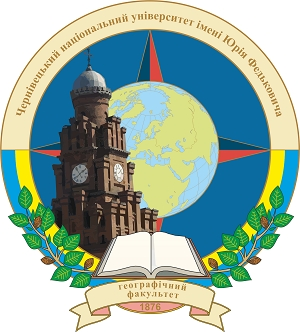 Чернівецький національний університет імені Юрія Федьковича
географічний
факультет
1876